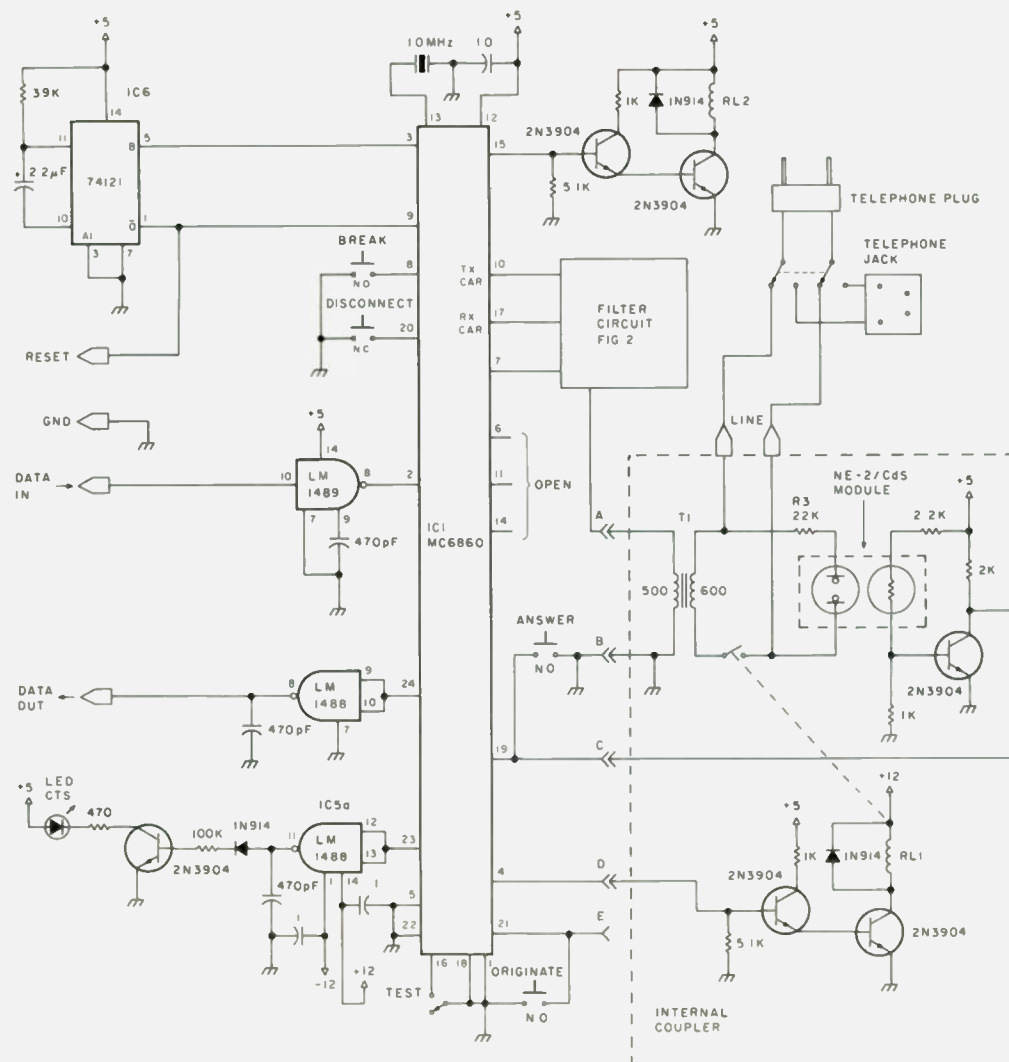 +5
39K
IC6
14
11
5
B
2.2µF
+
74121
10
1
Q
A1
3
7
1.0MHz
.1
+5
13
12
3
15
9
+5
1K
1N914
RL2
2N3904
5.1K
2N3904
TELEPHONE PLUG
TELEPHONE
JACK
BREAK
8
NO
DISCONNECT
20
NC
TX
CAR
10
RX
CAR
17
7
FILTER
CIRCUIT
FIG 2
RESET
GND
+5
14
DATA
IN
10
LM
1489
8
2
7
9
470pF
IC1
MC6860
6
11
14
OPEN
LINE
NE-2/CdS
MODULE
+5
A
T1
R3
22K
2.2K
2K
500
600
ANSWER
NO
B
2N3904
1K
DATA
OUT
8
LM
1488
9
10
7
24
470pF
19
C
+12
LED
CTS
+5
470
2N3904
100K
1N914
IC5a
11
LM
1488
12
13
1
14
23
470pF
.1
.1
-12
+12
5
22
4
D
21
E
+5
1K
1N914
RL1
2N3904
5.1K
2N3904
16
18
1
TEST
ORIGINATE
NO
INTERNAL
COUPLER